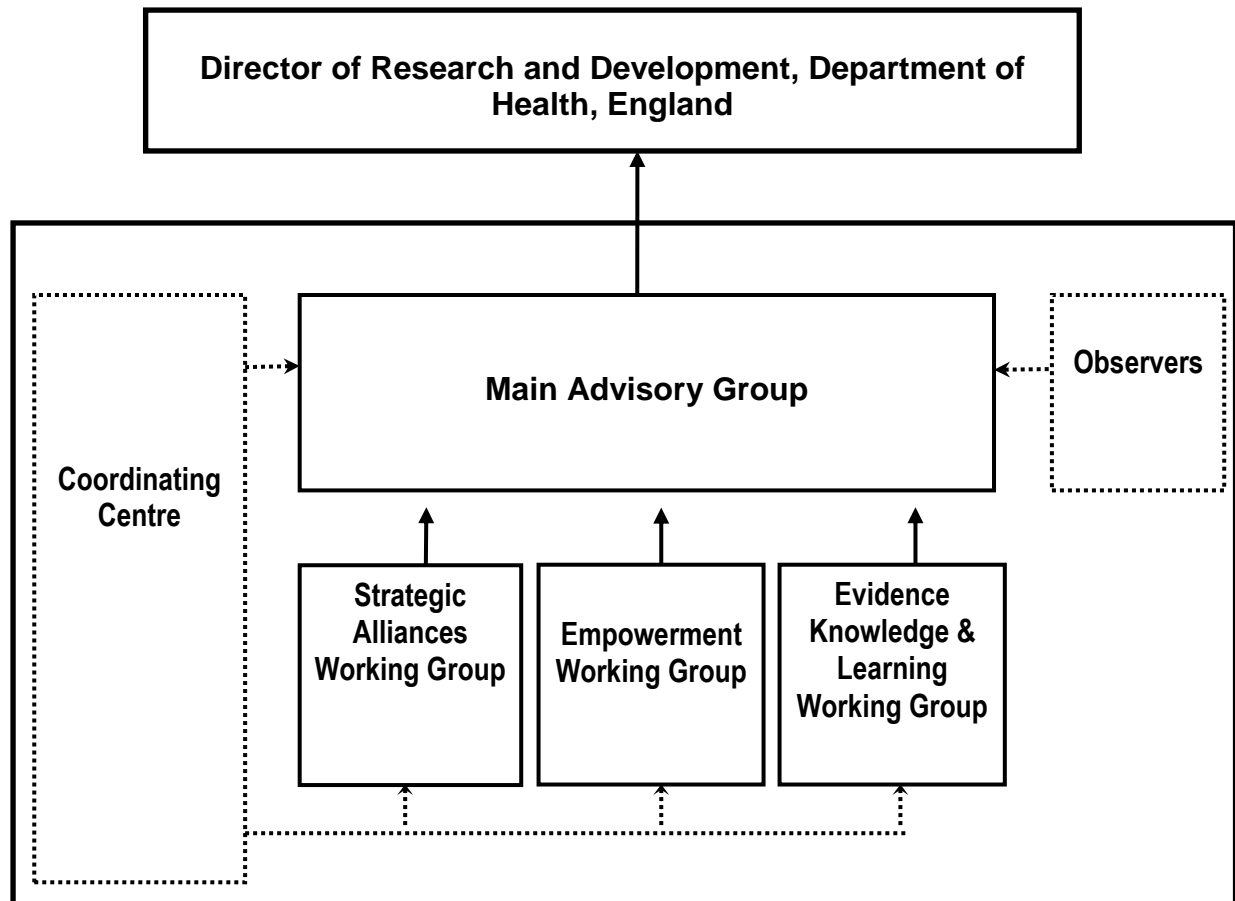 Director of Research and Development, Department of
Health, England
Main Advisory Group
Observers
Coordinating
Centre
Strategic
Alliances
Working Group
Empowerment
Working Group
Evidence
Knowledge &
Learning
Working Group